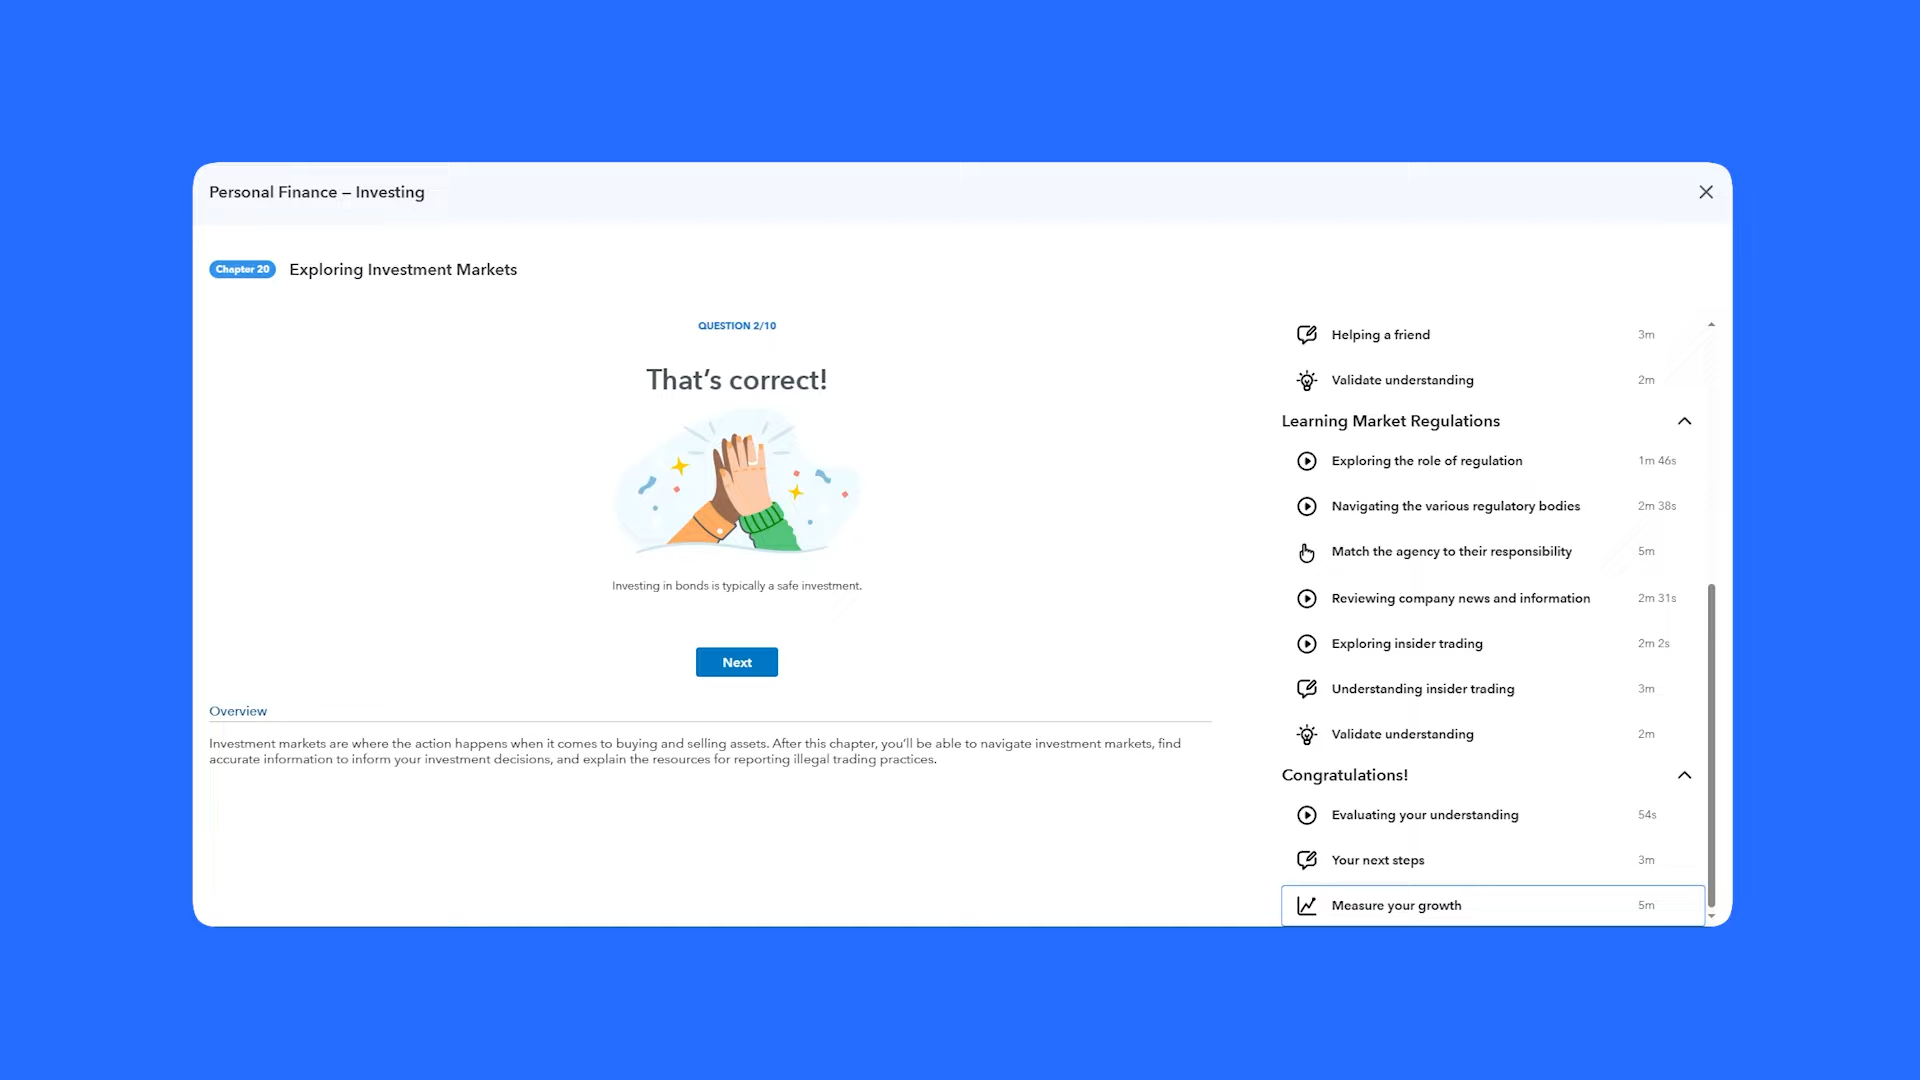 Personal Finance – Investing
Chapter 20
Exploring Investment Markets
QUESTION 2/10
That's correct!
Investing in bonds is typically a safe investment.
Next
Overview
Investment markets are where the action happens when it comes to buying and selling assets. After this chapter, you'll be able to navigate investment markets, find
accurate information to inform your investment decisions, and explain the resources for reporting illegal trading practices.
Helping a friend 3m
Validate understanding 2m
Learning Market Regulations
Exploring the role of regulation 1m 46s
Navigating the various regulatory bodies 2m 38s
Match the agency to their responsibility 5m
Reviewing company news and information 2m 31s
Exploring insider trading 2m 2s
Understanding insider trading 3m
Validate understanding 2m
Congratulations!
Evaluating your understanding 54s
Your next steps 3m
Measure your growth 5m